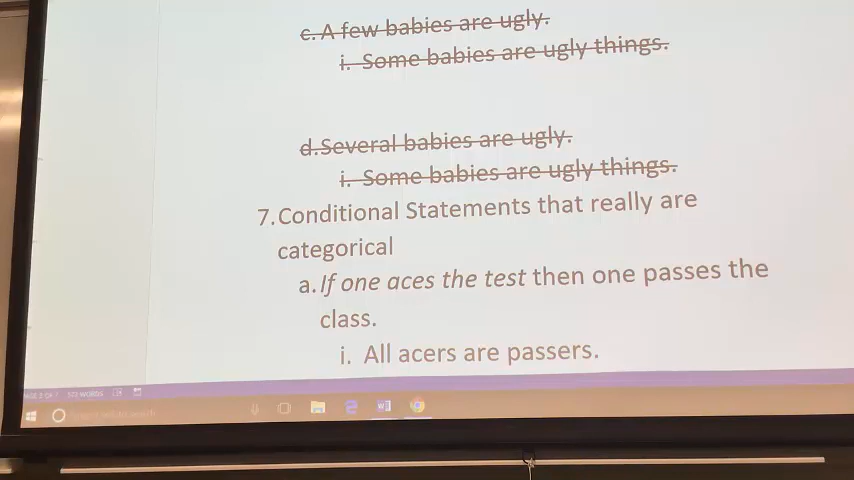 c. A few babies are ugly.
i. Some babies are ugly things.
d. Several babies are ugly.
i. Some babies are ugly things.
7. Conditional Statements that really are
categorical
a. If one aces the test then one passes the
class.
i. All acers are passers.